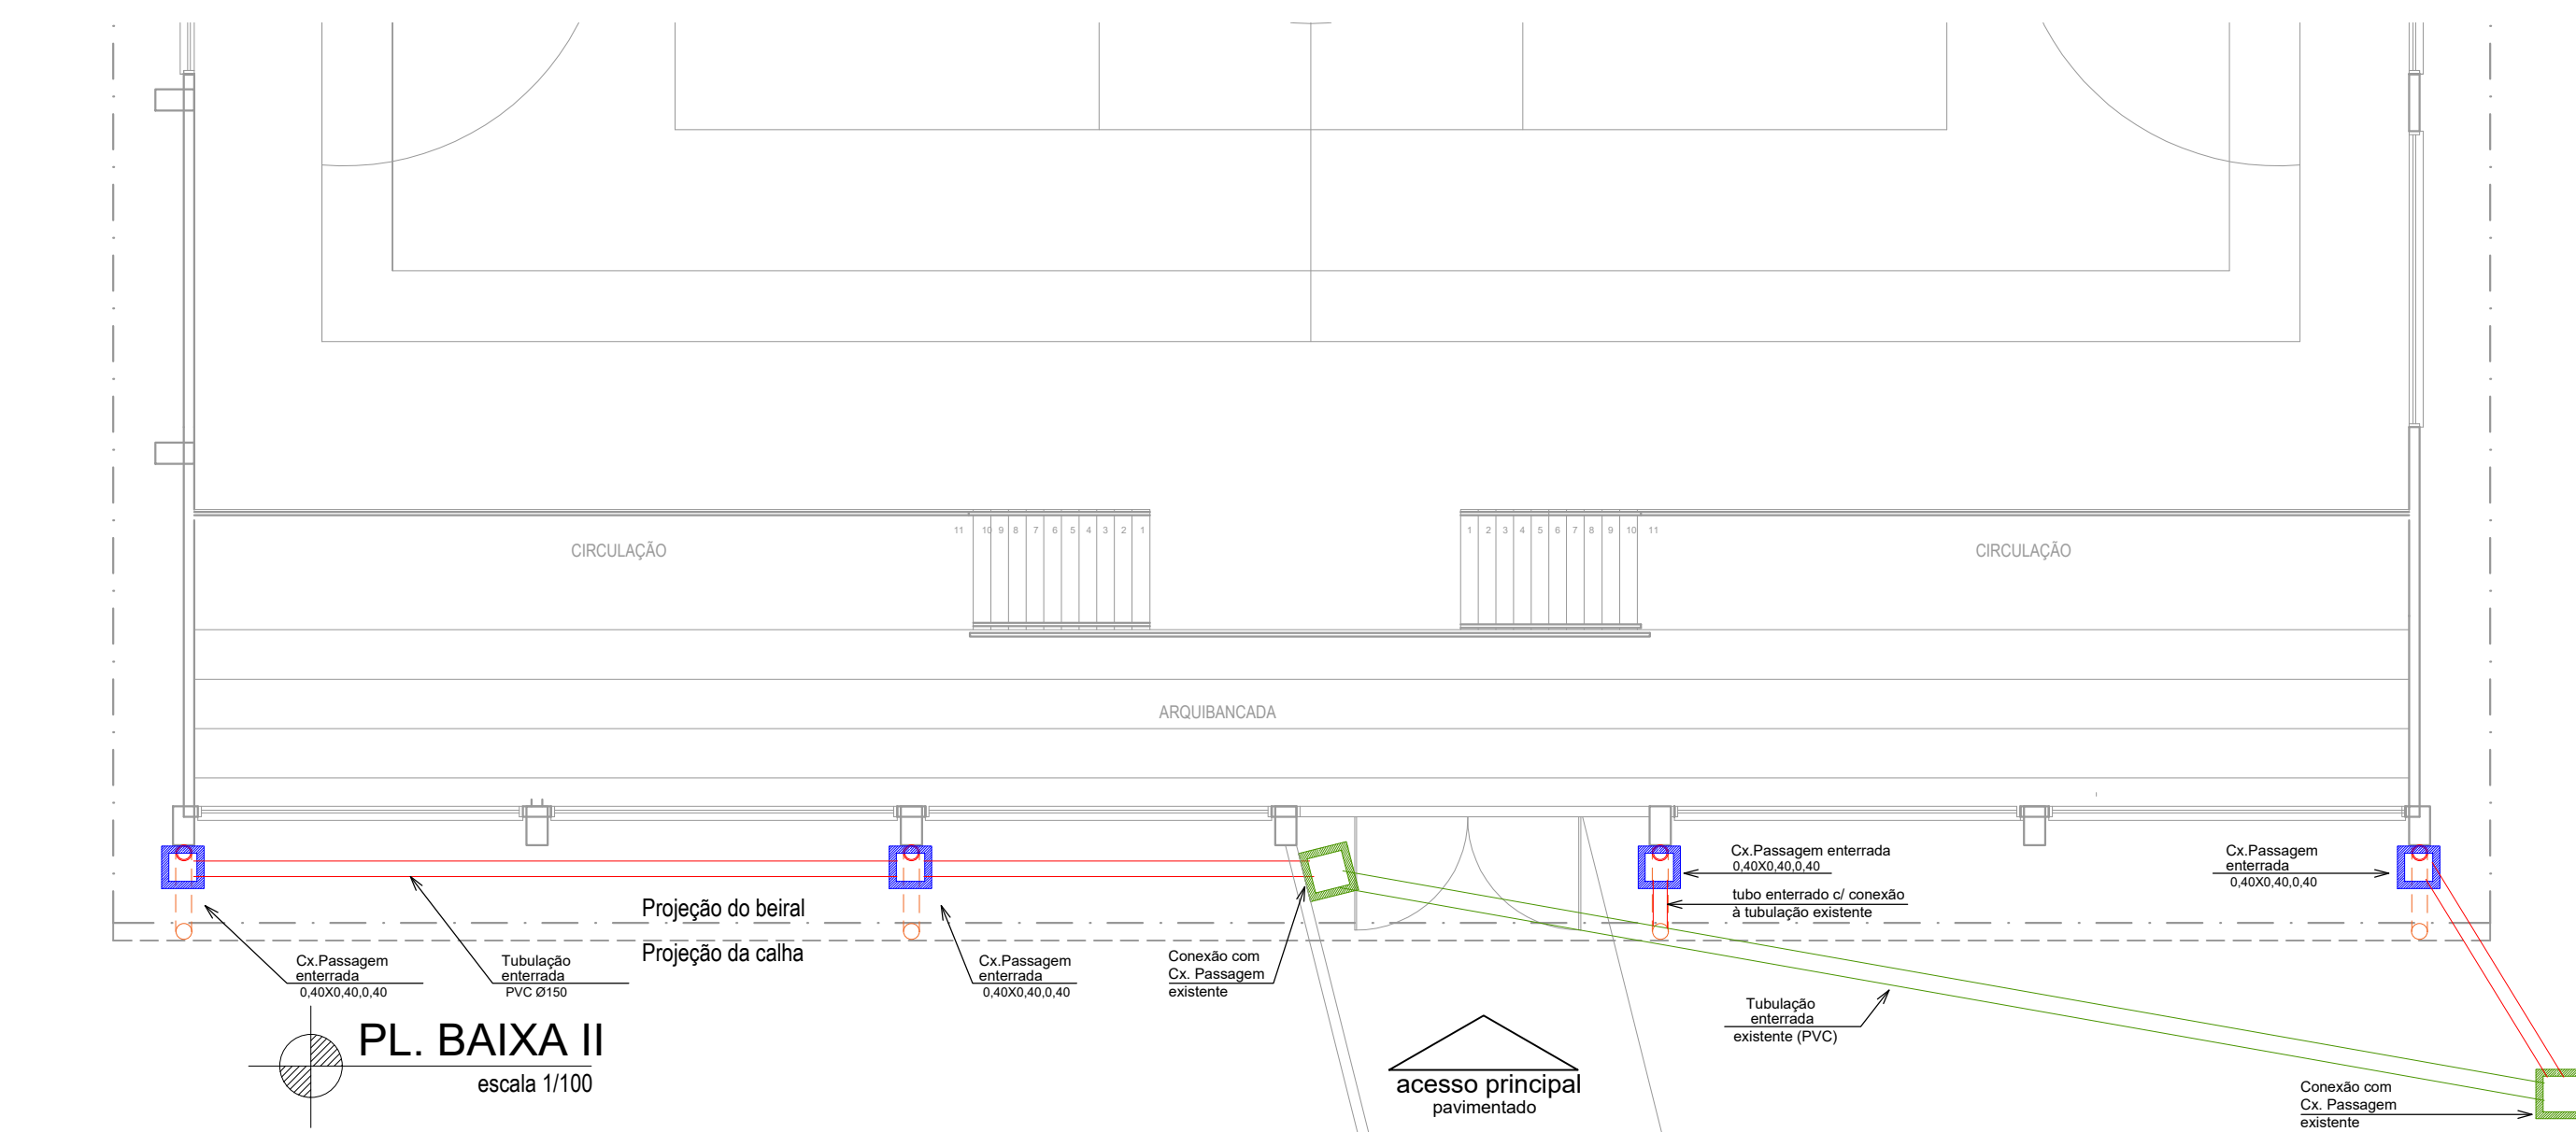 11 10 9 8 7 6 5 4 3 2 1
1 2 3 4 5 6 7 8 9 10 11
CIRCULAÇÃO
CIRCULAÇÃO
ARQUIBANCADA
Cx.Passagem enterrada
0,40X0,40,0,40
tubo enterrado c/ conexão
à tubulação existente
Cx.Passagem
enterrada
0,40X0,40,0,40
Projeção do beiral
Projeção da calha
Cx.Passagem
enterrada
0,40X0,40,0,40
Tubulação
enterrada
PVC Ø150
Cx.Passagem
enterrada
0,40X0,40,0,40
Conexão com
Cx. Passagem
existente
Tubulação
enterrada
existente (PVC)
PL. BAIXA II
escala 1/100
acesso principal
pavimentado
Conexão com
Cx. Passagem
existente